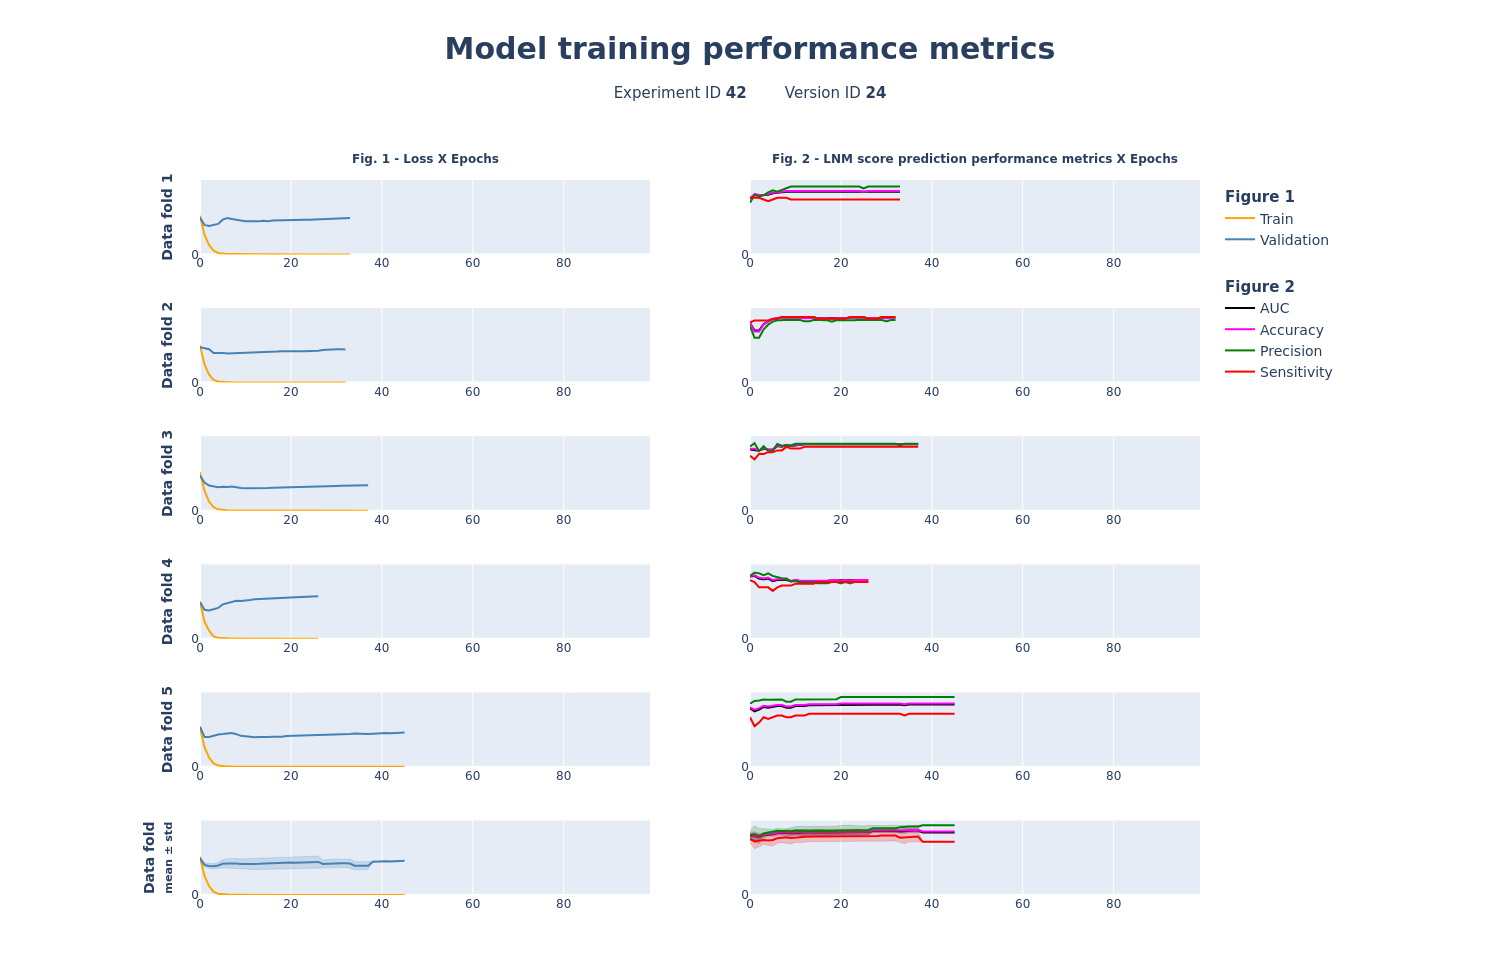 Model training performance metrics
Experiment ID 42 Version ID 24
Fig. 1 - Loss X Epochs
Fig. 2 - LNM score prediction performance metrics X Epochs
Data fold 1
0
0 20 40 60 80
0
0 20 40 60 80
Figure 1
Train
Validation
Figure 2
AUC
Accuracy
Precision
Sensitivity
Data fold 2
0
0 20 40 60 80
0
0 20 40 60 80
Data fold 3
0
0 20 40 60 80
0
0 20 40 60 80
Data fold 4
0
0 20 40 60 80
0
0 20 40 60 80
Data fold 5
0
0 20 40 60 80
0
0 20 40 60 80
Data fold
mean ± std
0
0 20 40 60 80
0
0 20 40 60 80